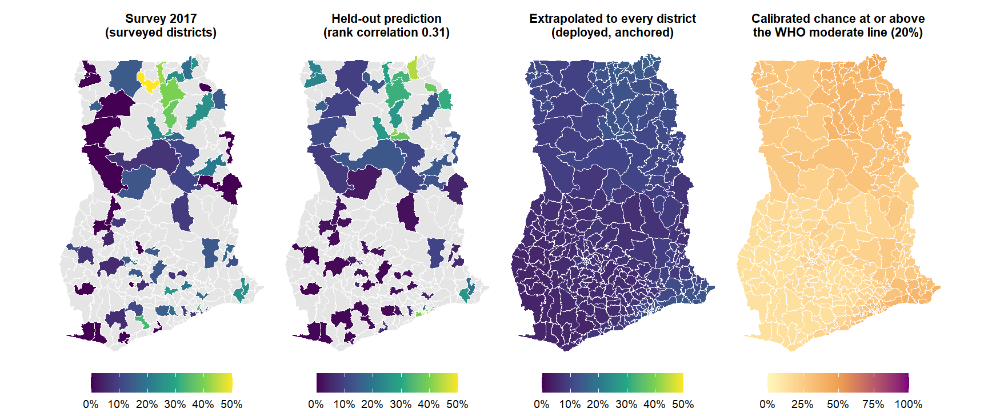 Survey 2017
(surveyed districts)
Held-out prediction
(rank correlation 0.31)
Extrapolated to every district
(deployed, anchored)
Calibrated chance at or above
the WHO moderate line (20%)
0% 10% 20% 30% 40% 50%
0% 10% 20% 30% 40% 50%
0% 10% 20% 30% 40% 50%
0% 25% 50% 75% 100%